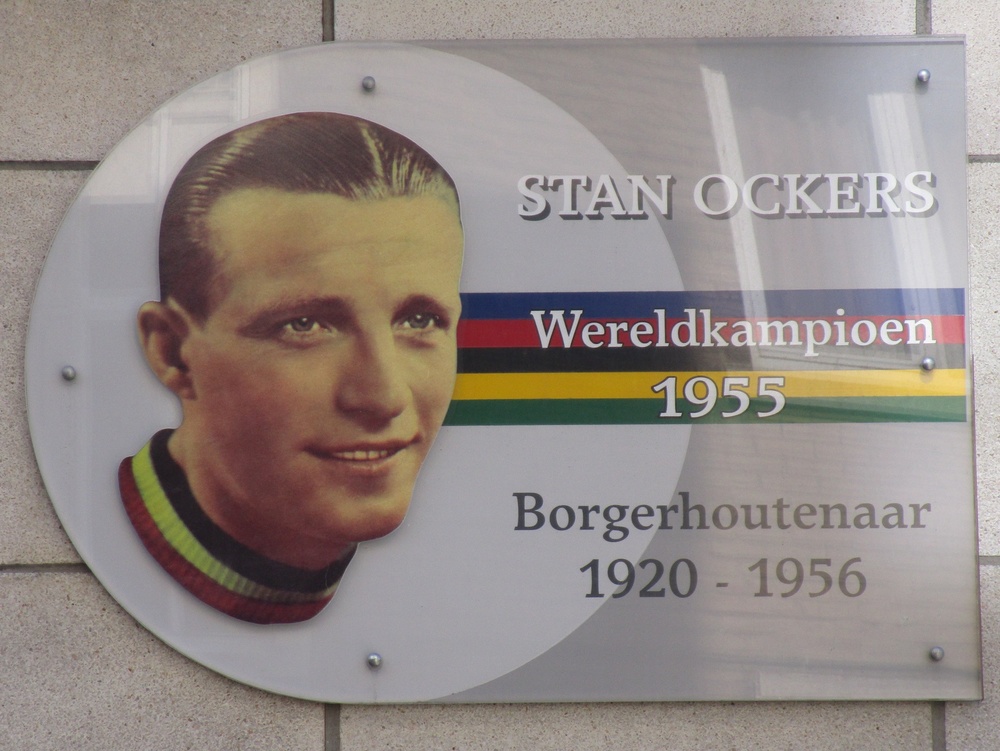 STAN OCKERS
Wereldkampioen
1955
Borgerhoutenaar
1920 - 1956